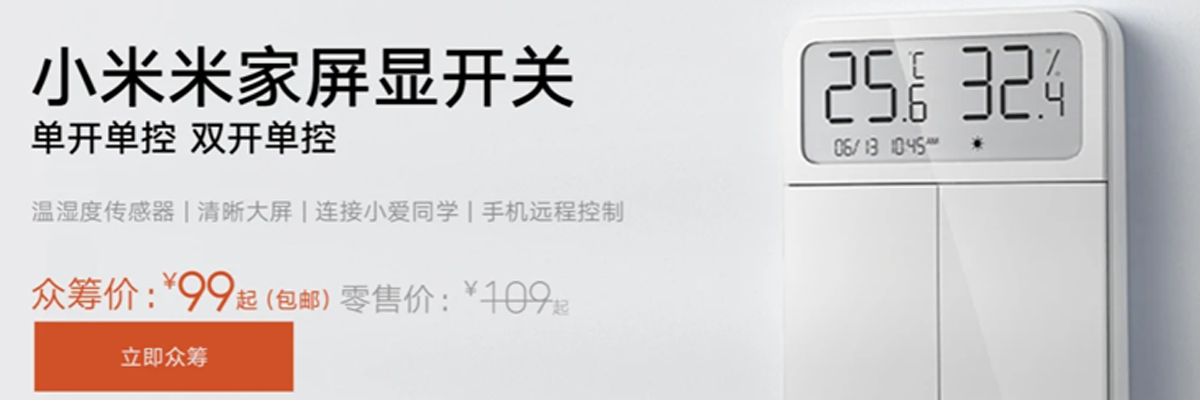 小米米家屏显开关
单开单控 双开单控
温湿度传感器 | 清晰大屏 | 连接小爱同学 | 手机远程控制
众筹价：¥99起（包邮） 零售价：¥109起
立即众筹
25.6℃ 32.4%
06/13 10:45AM